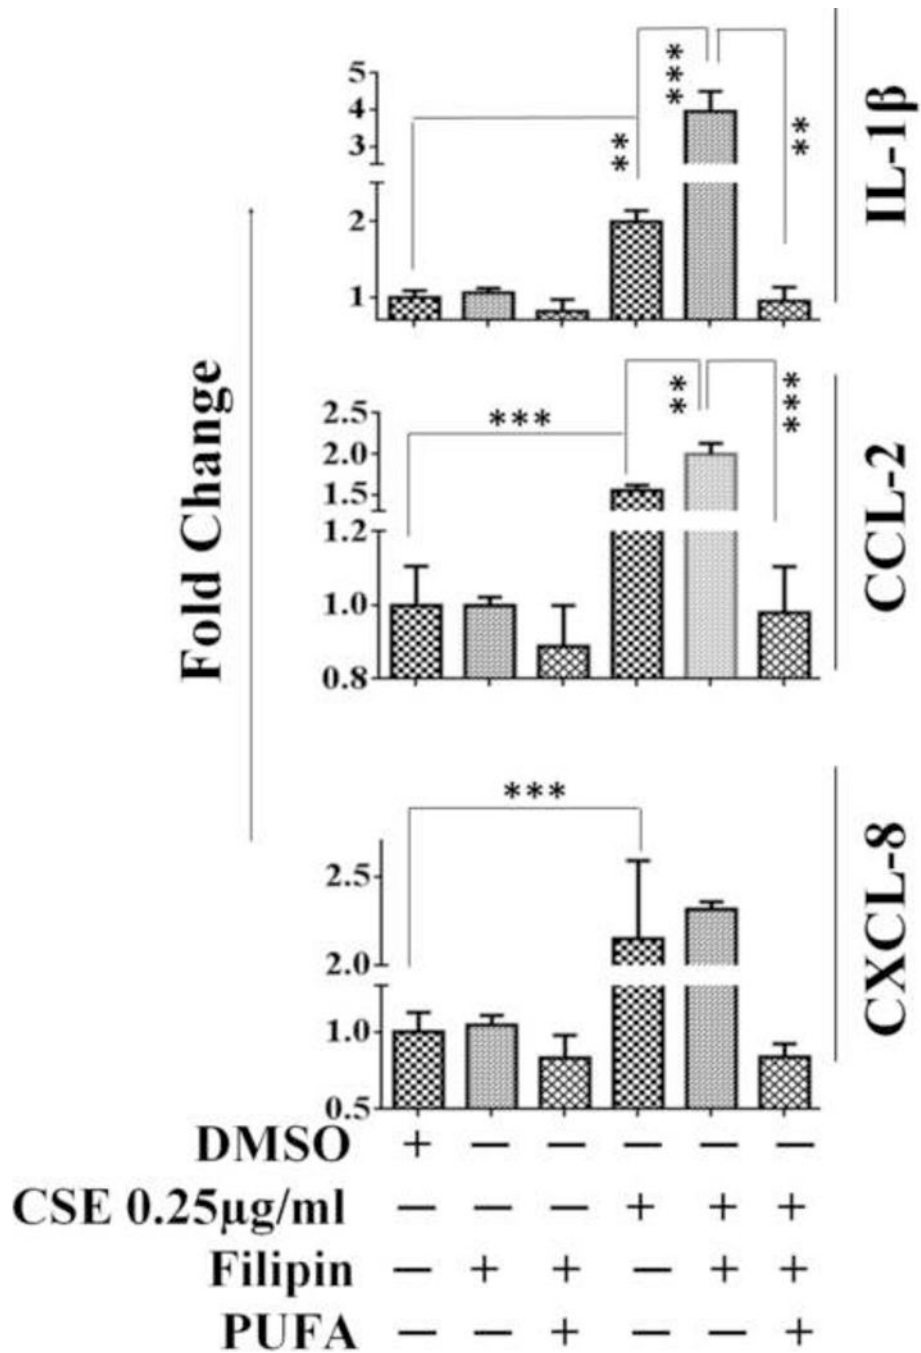 Fold Change
***
**
**
5
4
3
2
1
IL-1β
**
***
***
2.5
2.0
1.5
1.2
1.0
0.8
CCL-2
***
2.5
2.0
1.0
0.5
CXCL-8
DMSO + — — — — —
CSE 0.25μg/ml — — — + + +
Filipin — + + — + +
PUFA — — + — — +